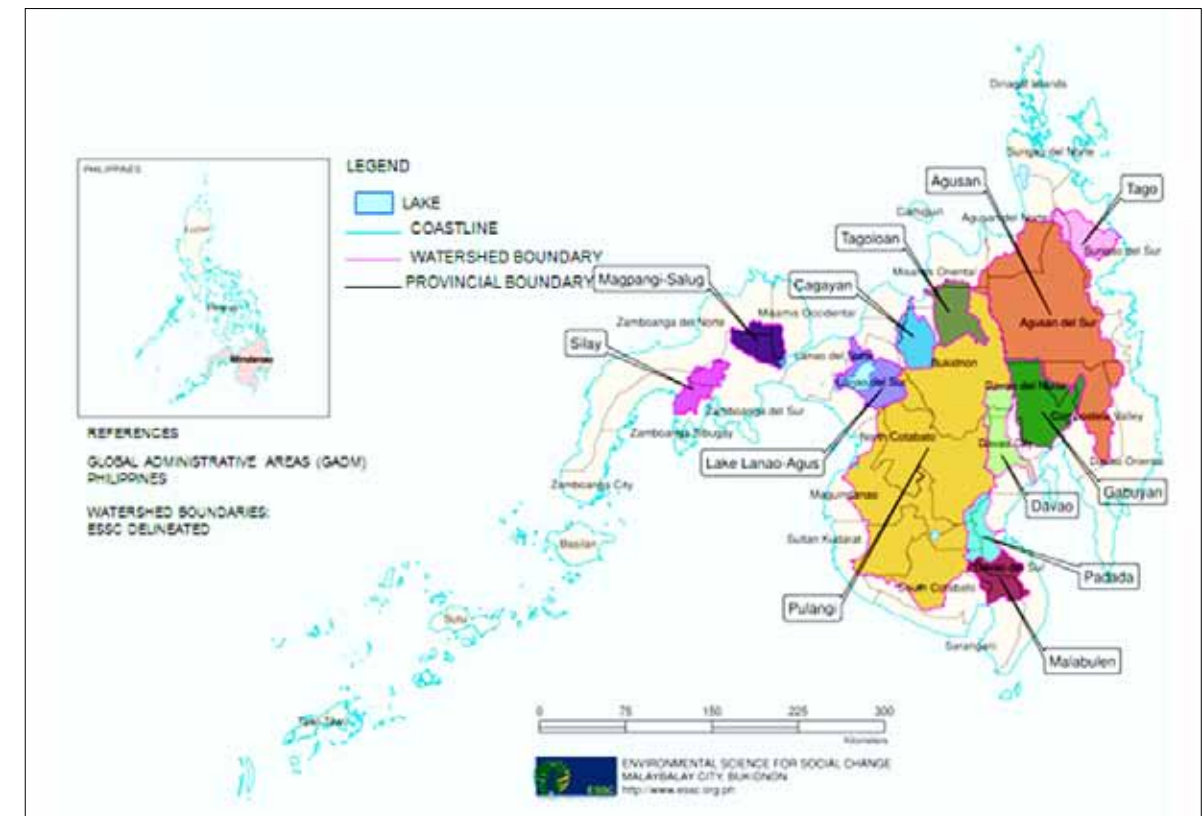 PHILIPPINES
Luzon
Mindanao
LEGEND
LAKE
COASTLINE
WATERSHED BOUNDARY
PROVINCIAL BOUNDARY
REFERENCES
GLOBAL ADMINISTRATIVE AREAS (GADM)
PHILIPPINES
WATERSHED BOUNDARIES:
ESSC DELINEATED
Dinagat Islands
Surigao del Norte
Agusan
Tago
Camiguin
Agusan del Norte
Surigao del Sur
Tagoloan
Misamis Oriental
Magpangi-Salug
Cagayan
Misamis Occidental
Zamboanga del Norte
Agusan del Sur
Silay
Lanao del Norte
Bukidnon
Lanao del Sur
Davao del Norte
Zamboanga del Sur
Compostela Valley
Zamboanga Sibugay
North Cotabato
Davao City
Lake Lanao-Agus
Davao Oriental
Zamboanga City
Maguindanao
Gabuyan
Davao
Sultan Kudarat
Basilan
Davao del Sur
Padada
South Cotabato
Pulangi
Sulu
Sarangani
Malabulen
Tawi-Tawi
0 75 150 225 300
Kilometers
ESSC
ENVIRONMENTAL SCIENCE FOR SOCIAL CHANGE
MALAYBALAY CITY, BUKIDNON
http://www.essc.org.ph